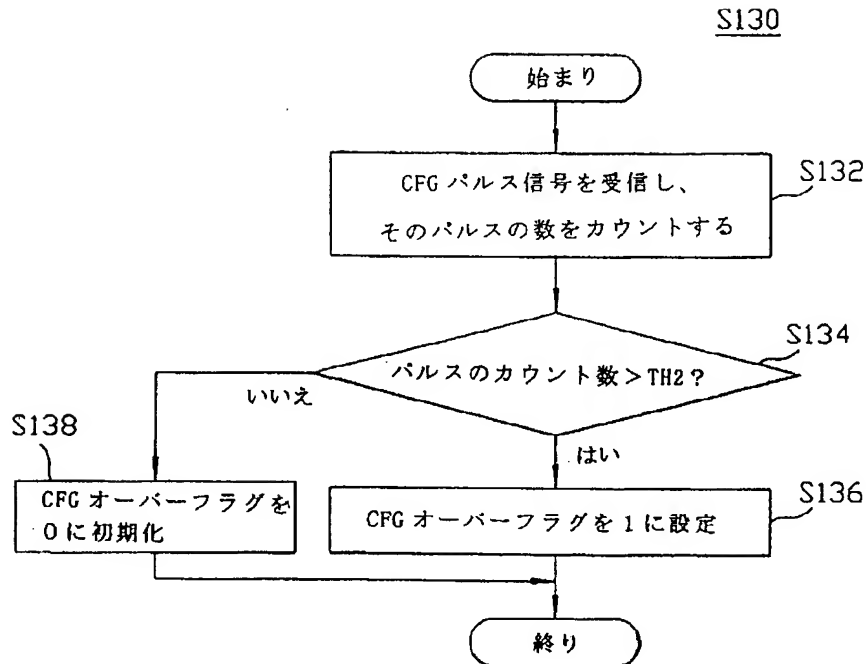 S130
始まり
CFG パルス信号を受信し、
そのパルスの数をカウントする
S132
パルスのカウント数>TH2?
S134
いいえ
はい
S138
CFG オーバーフラグを
0に初期化
CFG オーバーフラグを1に設定
S136
終り